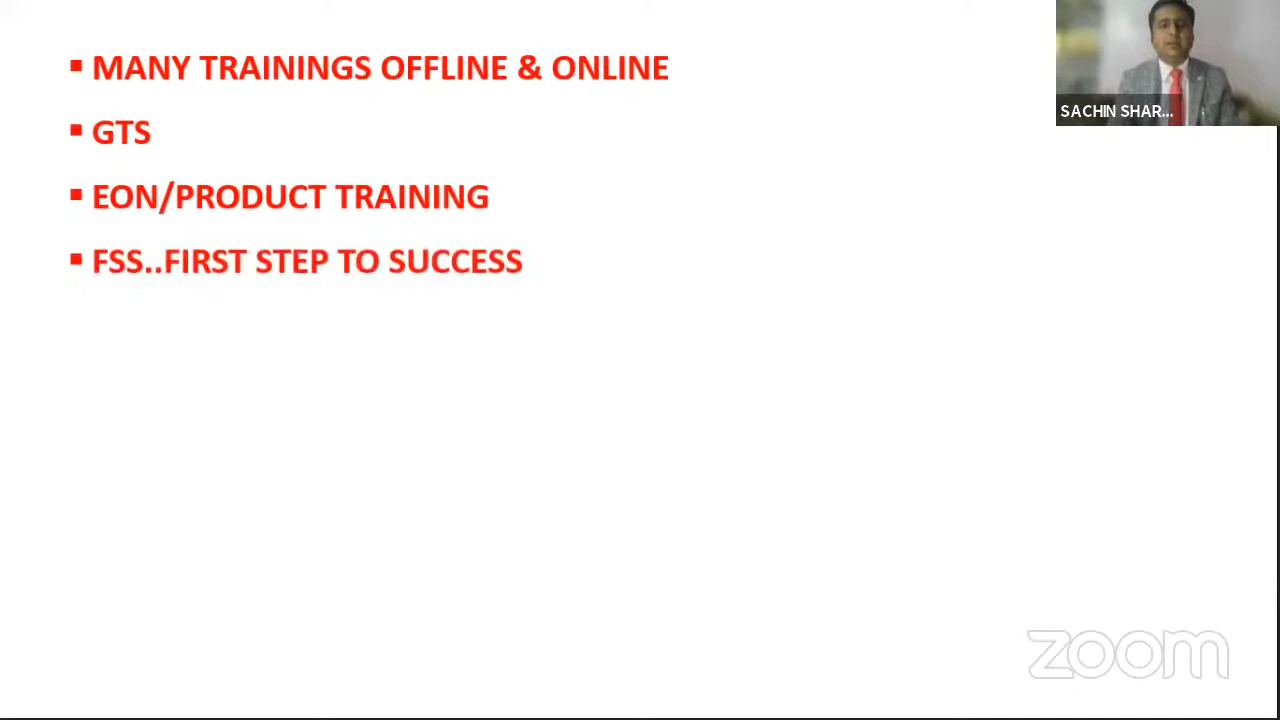 ▪ MANY TRAININGS OFFLINE & ONLINE
▪ GTS
▪ EON/PRODUCT TRAINING
▪ FSS..FIRST STEP TO SUCCESS
SACHIN SHAR...
zoom